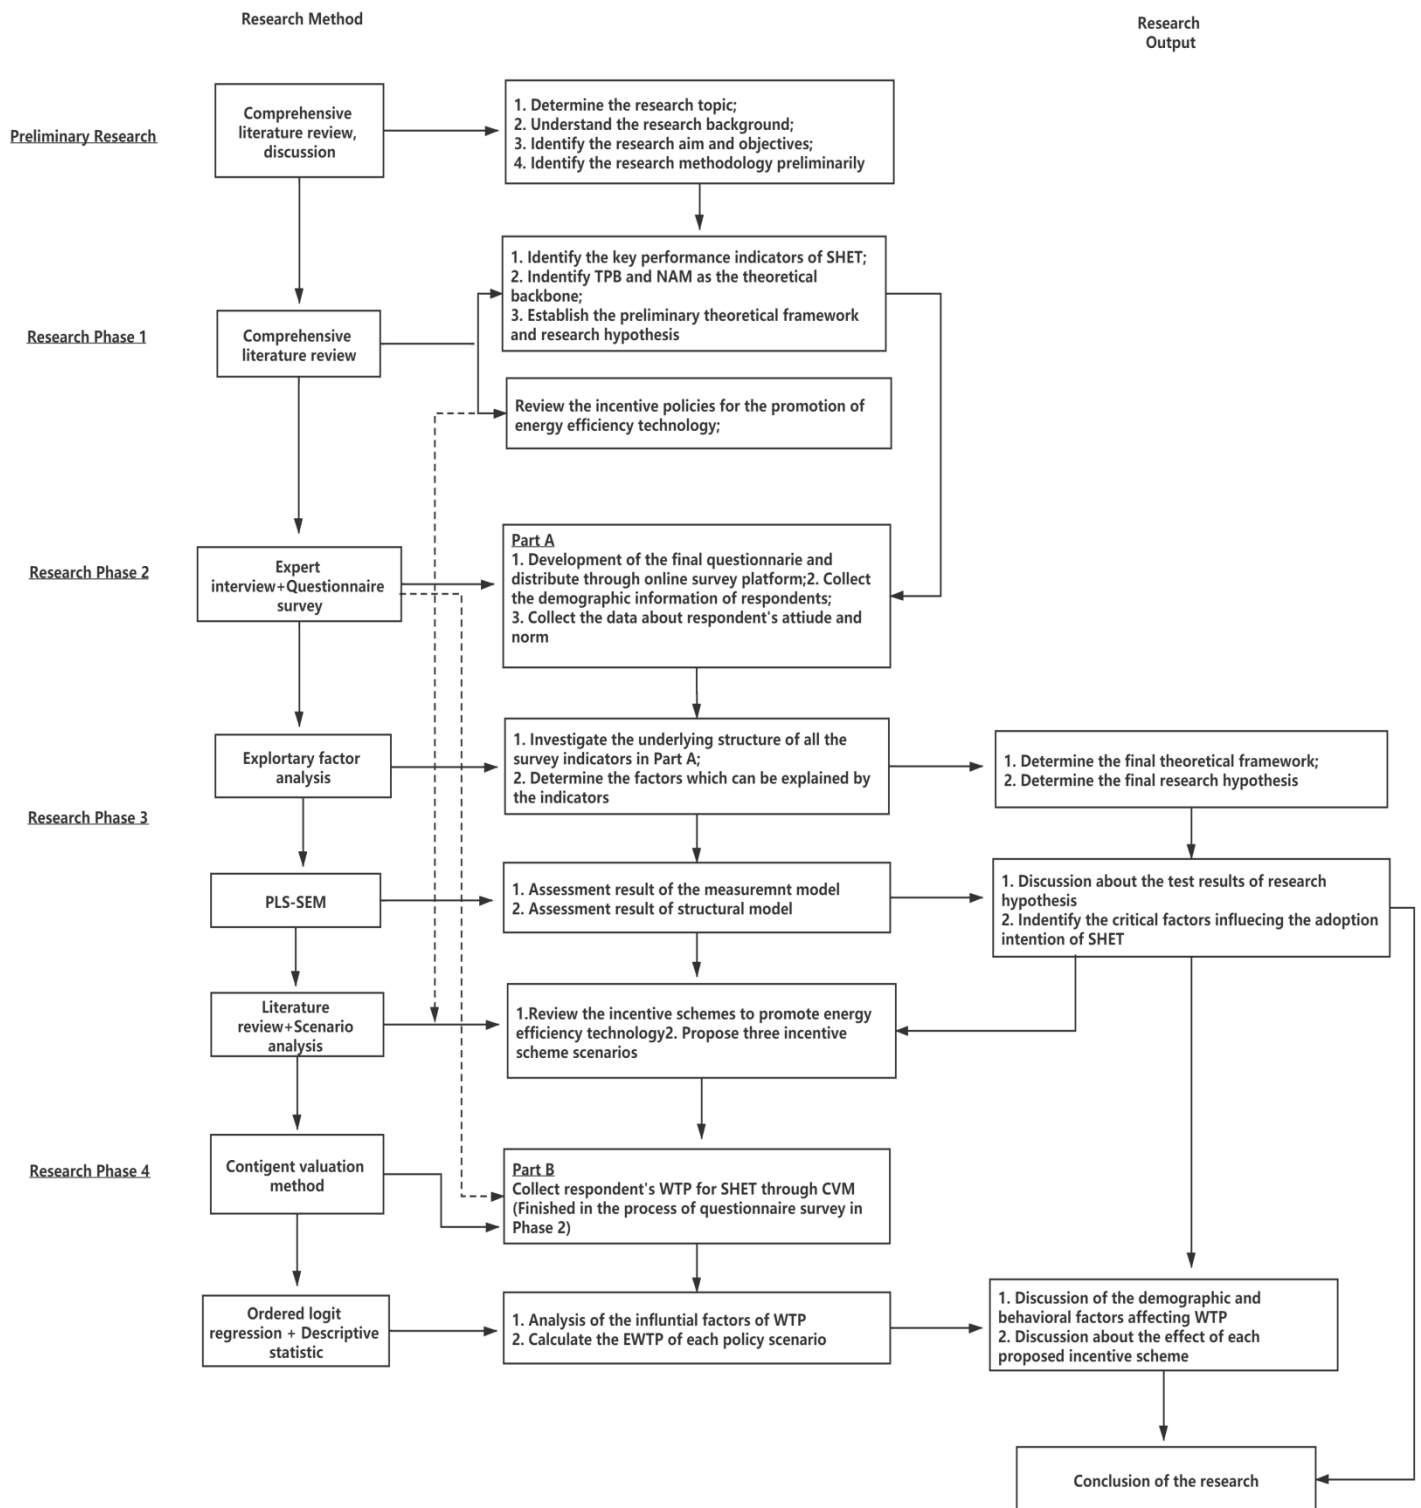 Research Method
Research
Output
Preliminary Research
Comprehensive
literature review,
discussion
1. Determine the research topic;
2. Understand the research background;
3. Identify the research aim and objectives;
4. Identify the research methodology preliminarily
Research Phase 1
Comprehensive
literature review
1. Identify the key performance indicators of SHET;
2. Indentify TPB and NAM as the theoretical
backbone;
3. Establish the preliminary theoretical framework
and research hypothesis
Review the incentive policies for the promotion of
energy efficiency technology;
Research Phase 2
Expert
interview+Questionnaire
survey
Part A
1. Development of the final questionnarie and
distribute through online survey platform;2. Collect
the demographic information of respondents;
3. Collect the data about respondent's attiude and
norm
Research Phase 3
Explortary factor
analysis
1. Investigate the underlying structure of all the
survey indicators in Part A;
2. Determine the factors which can be explained by
the indicators
1. Determine the final theoretical framework;
2. Determine the final research hypothesis
PLS-SEM
1. Assessment result of the measuremnt model
2. Assessment result of structural model
1. Discussion about the test results of research
hypothesis
2. Indentify the critical factors influecing the adoption
intention of SHET
Literature
review+Scenario
analysis
1.Review the incentive schemes to promote energy
efficiency technology2. Propose three incentive
scheme scenarios
Research Phase 4
Contigent valuation
method
Part B
Collect respondent's WTP for SHET through CVM
(Finished in the process of questionnaire survey in
Phase 2)
Ordered logit
regression + Descriptive
statistic
1. Analysis of the influntial factors of WTP
2. Calculate the EWTP of each policy scenario
1. Discussion of the demographic and
behavioral factors affecting WTP
2. Discussion about the effect of each
proposed incentive scheme
Conclusion of the research